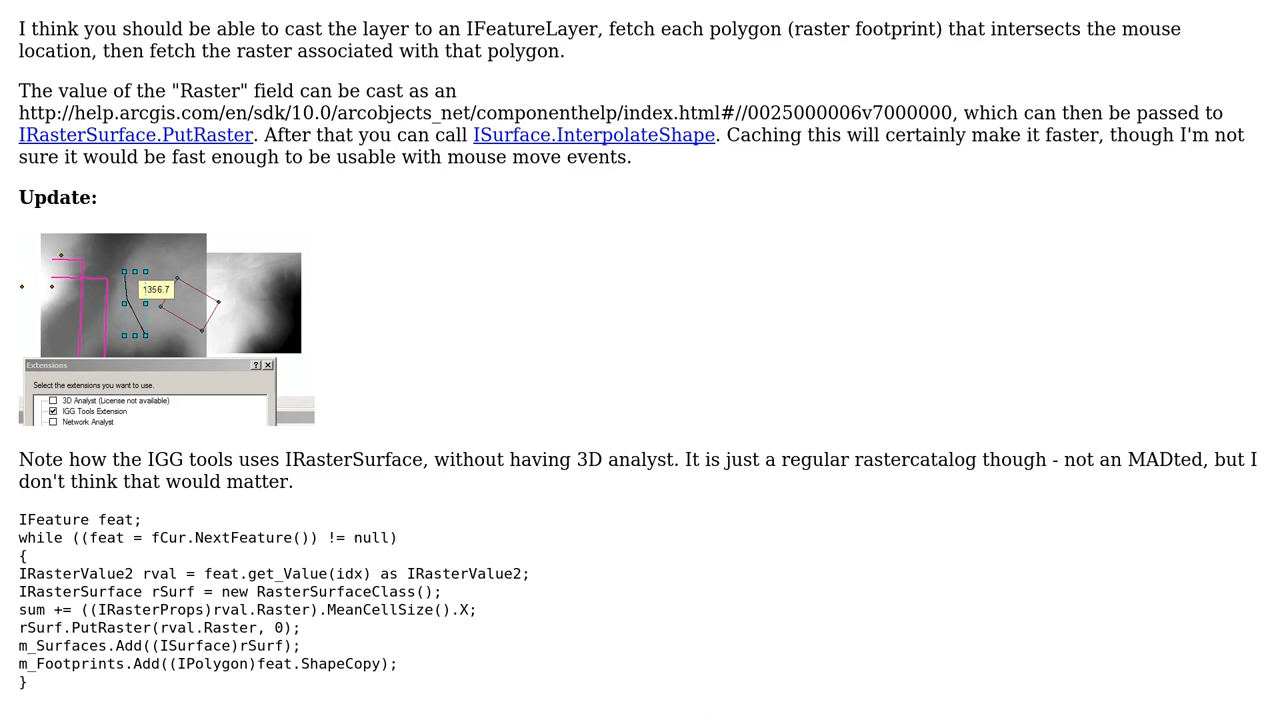 I think you should be able to cast the layer to an IFeatureLayer, fetch each polygon (raster footprint) that intersects the mouse
location, then fetch the raster associated with that polygon.
The value of the "Raster" field can be cast as an
http://help.arcgis.com/en/sdk/10.0/arcobjects_net/componenthelp/index.html#//0025000006v7000000, which can then be passed to
IRasterSurface.PutRaster. After that you can call ISurface.InterpolateShape. Caching this will certainly make it faster, though I'm not
sure it would be fast enough to be usable with mouse move events.
Update:
1356.7
Extensions
Select the extensions you want to use.
3D Analyst (License not available)
IGG Tools Extension
Network Analyst
Note how the IGG tools uses IRasterSurface, without having 3D analyst. It is just a regular rastercatalog though - not an MADted, but I
don't think that would matter.
IFeature feat;
while ((feat = fCur.NextFeature()) != null)
{
IRasterValue2 rval = feat.get_Value(idx) as IRasterValue2;
IRasterSurface rSurf = new RasterSurfaceClass();
sum += ((IRasterProps)rval.Raster).MeanCellSize().X;
rSurf.PutRaster(rval.Raster, 0);
m_Surfaces.Add((ISurface)rSurf);
m_Footprints.Add((IPolygon)feat.ShapeCopy);
}